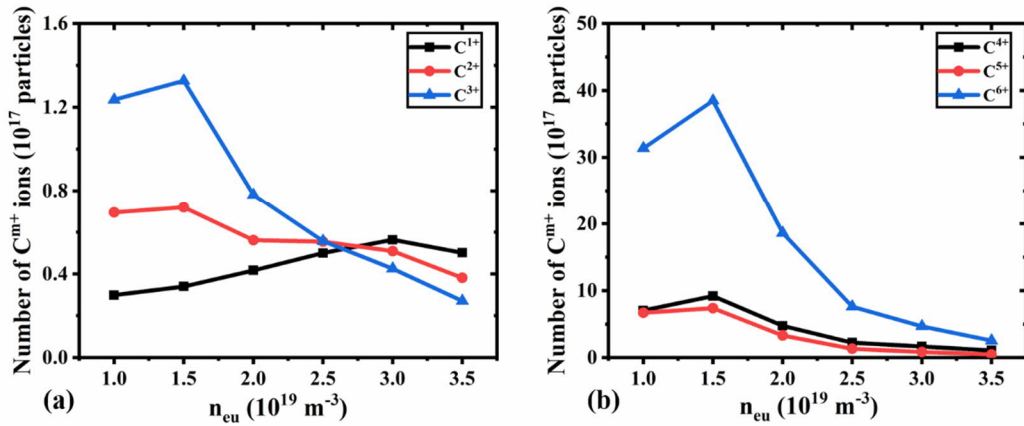 Number of Cᵐ⁺ ions (10¹⁷ particles)
1.6
1.2
0.8
0.4
0.0
C¹⁺
C²⁺
C³⁺
1.0 1.5 2.0 2.5 3.0 3.5
(a)
nₑᵤ (10¹⁹ m⁻³)
Number of Cᵐ⁺ ions (10¹⁷ particles)
50
40
30
20
10
0
C⁴⁺
C⁵⁺
C⁶⁺
1.0 1.5 2.0 2.5 3.0 3.5
(b)
nₑᵤ (10¹⁹ m⁻³)